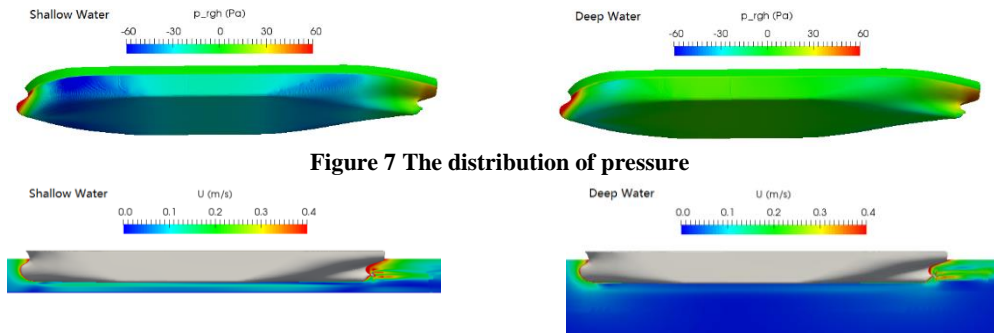 Shallow Water
p_rgh (Pa)
-60 -30 0 30 60
Deep Water
p_rgh (Pa)
-60 -30 0 30 60
Figure 7 The distribution of pressure
Shallow Water
U (m/s)
0.0 0.1 0.2 0.3 0.4
Deep Water
U (m/s)
0.0 0.1 0.2 0.3 0.4